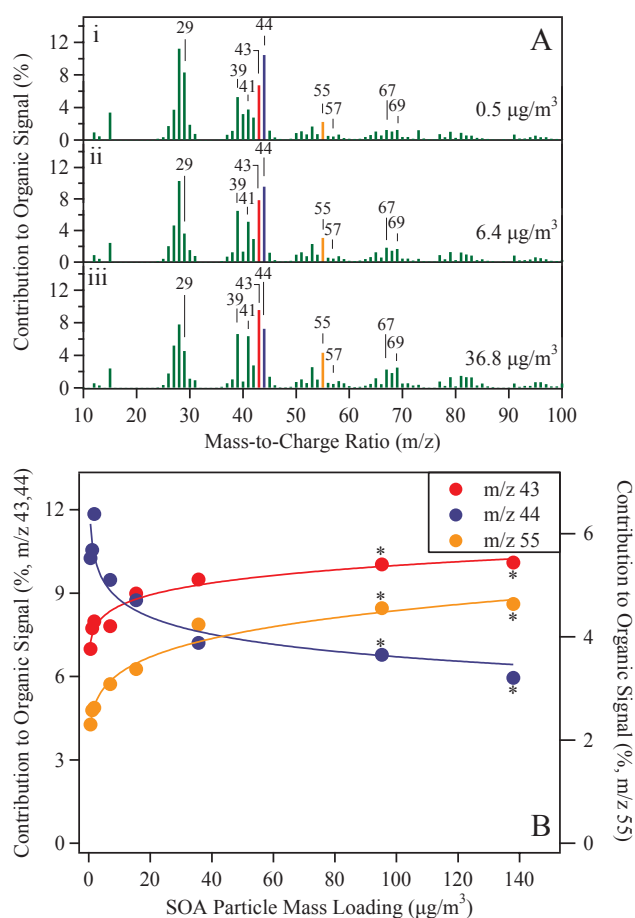 A
i
12
8
4
0
29
39
41
43
44
55
57
67
69
0.5 µg/m³
ii
12
8
4
0
29
39
41
43
44
55
57
67
69
6.4 µg/m³
iii
12
8
4
0
29
39
41
43
44
55
57
67
69
36.8 µg/m³
Contribution to Organic Signal (%)
10 20 30 40 50 60 70 80 90 100
Mass-to-Charge Ratio (m/z)
m/z 43
m/z 44
m/z 55
12
9
6
3
0
Contribution to Organic Signal (%, m/z 43,44)
* *
* *
* *
6
4
2
0
Contribution to Organic Signal (%, m/z 55)
B
0 20 40 60 80 100 120 140
SOA Particle Mass Loading (µg/m³)